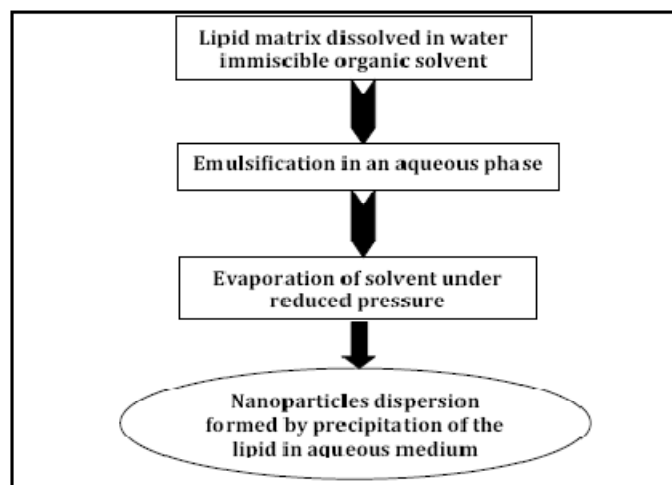 Lipid matrix dissolved in water
immiscible organic solvent
Emulsification in an aqueous phase
Evaporation of solvent under
reduced pressure
Nanoparticles dispersion
formed by precipitation of the
lipid in aqueous medium